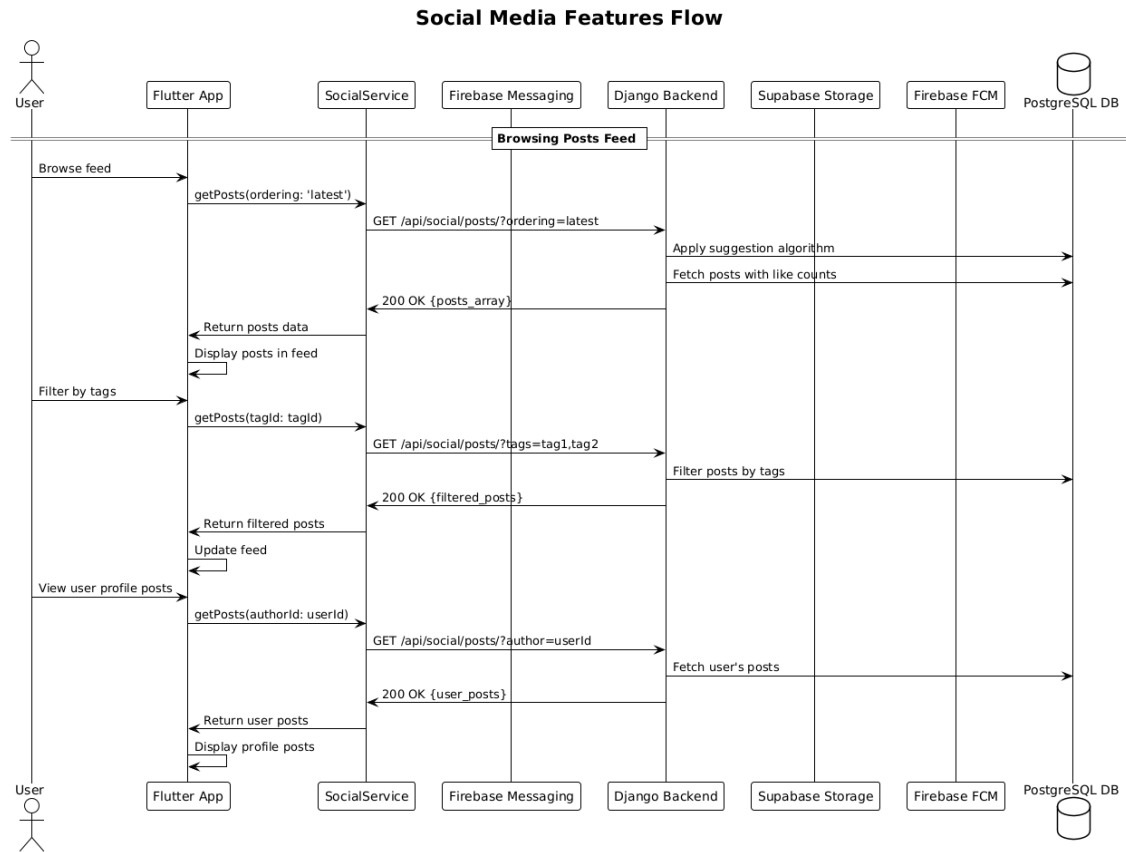 Social Media Features Flow
User
Flutter App
SocialService
Firebase Messaging
Django Backend
Supabase Storage
Firebase FCM
PostgreSQL DB
Browsing Posts Feed
Browse feed
getPosts(ordering: 'latest')
GET /api/social/posts/?ordering=latest
Apply suggestion algorithm
Fetch posts with like counts
200 OK {posts_array}
Return posts data
Display posts in feed
Filter by tags
getPosts(tagId: tagId)
GET /api/social/posts/?tags=tag1,tag2
Filter posts by tags
200 OK {filtered_posts}
Return filtered posts
Update feed
View user profile posts
getPosts(authorId: userId)
GET /api/social/posts/?author=userId
Fetch user's posts
200 OK {user_posts}
Return user posts
Display profile posts
User
Flutter App
SocialService
Firebase Messaging
Django Backend
Supabase Storage
Firebase FCM
PostgreSQL DB